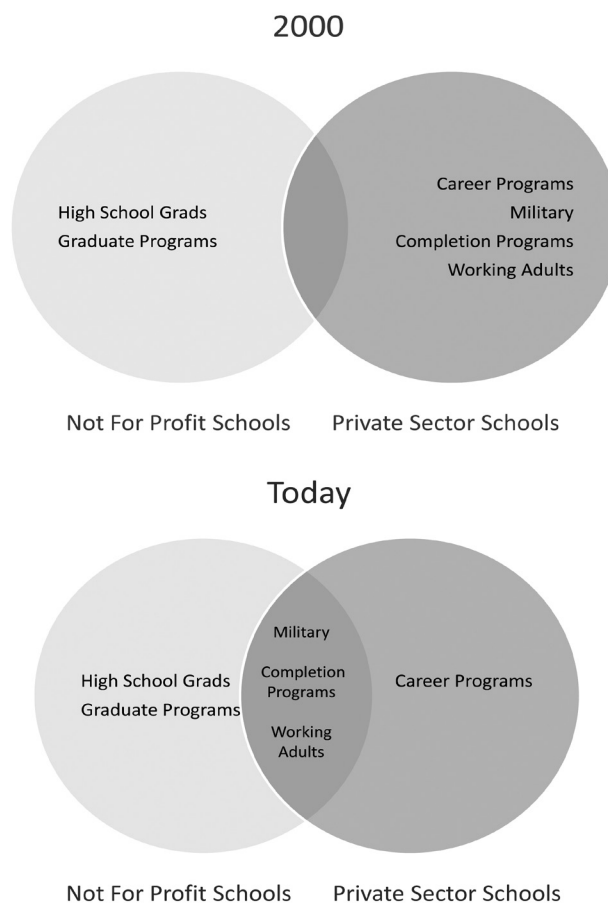 2000
High School Grads
Graduate Programs
Career Programs
Military
Completion Programs
Working Adults
Not For Profit Schools
Private Sector Schools
Today
High School Grads
Graduate Programs
Military
Completion
Programs
Working
Adults
Career Programs
Not For Profit Schools
Private Sector Schools